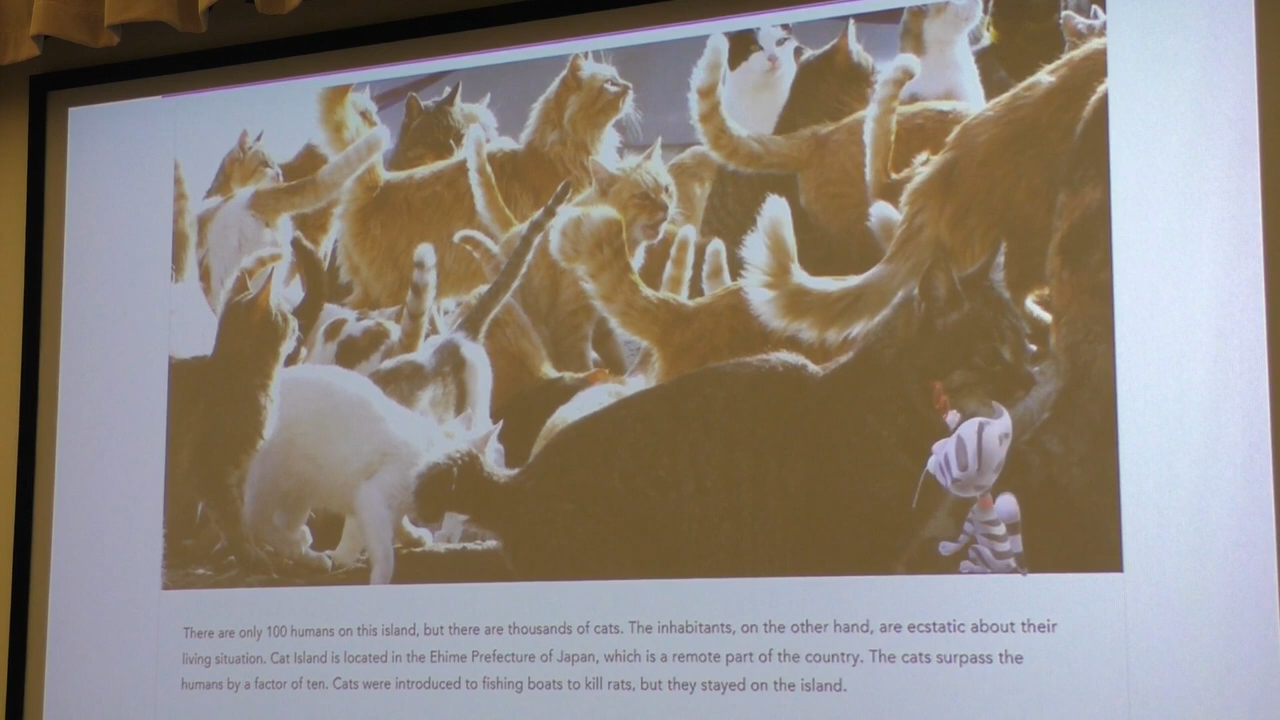 There are only 100 humans on this island, but there are thousands of cats. The inhabitants, on the other hand, are ecstatic about their
living situation. Cat Island is located in the Ehime Prefecture of Japan, which is a remote part of the country. The cats surpass the
humans by a factor of ten. Cats were introduced to fishing boats to kill rats, but they stayed on the island.